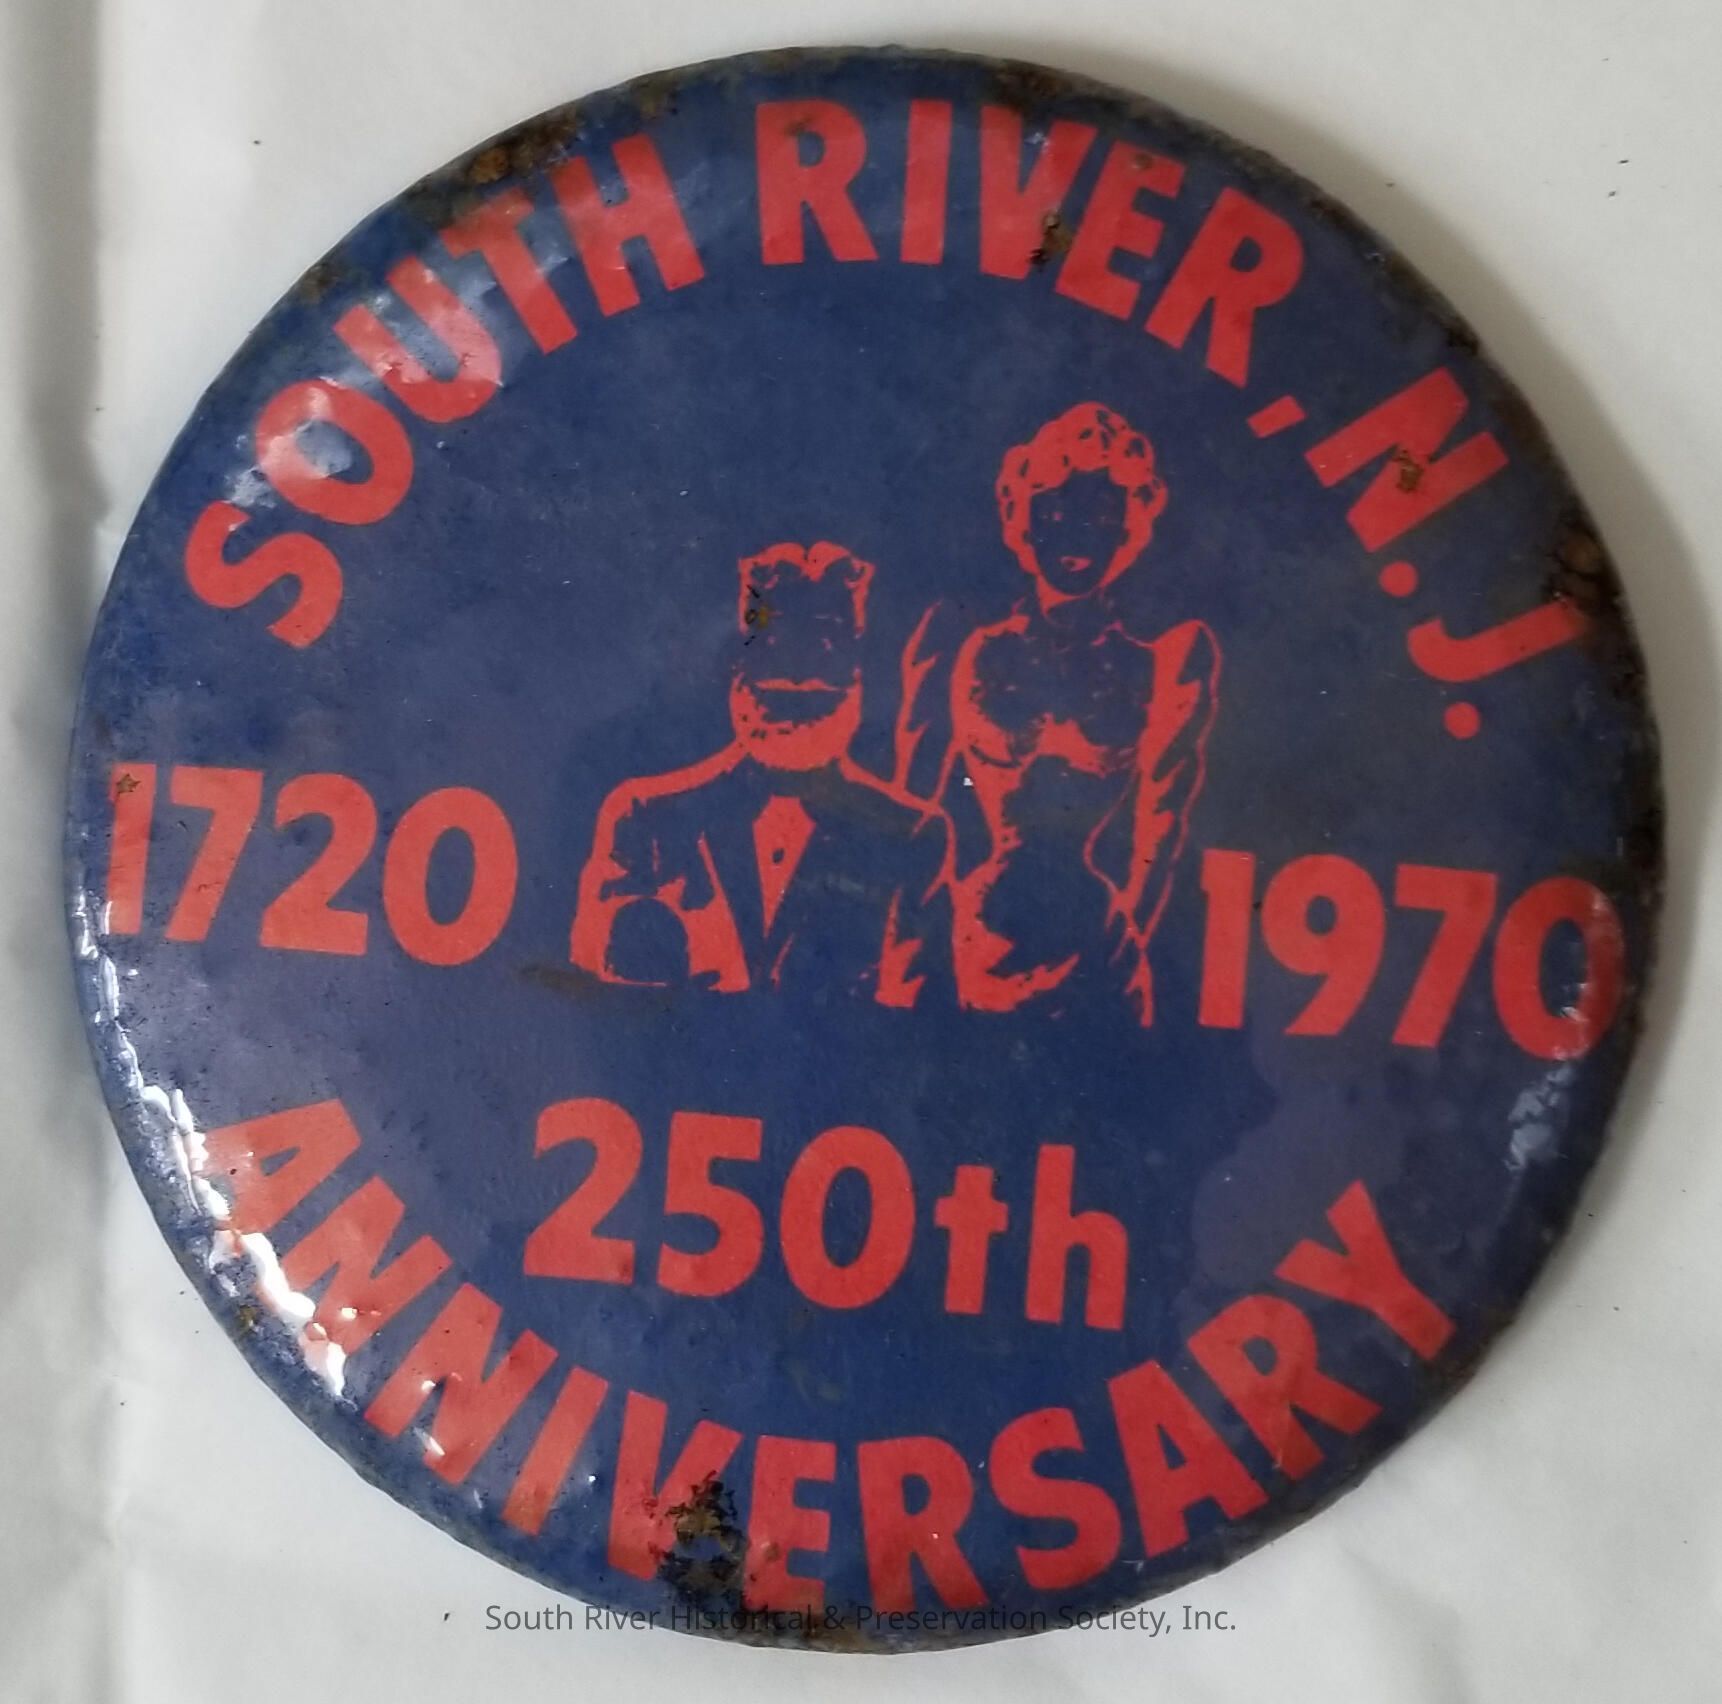 SOUTH RIVER, N.J.
1720 1970
250th
ANNIVERSARY
South River Historical & Preservation Society, Inc.